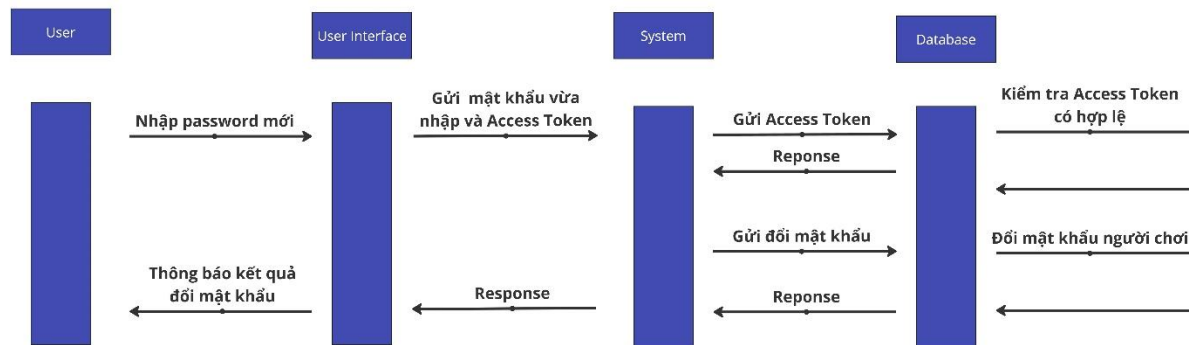 User
User Interface
System
Database
Nhập password mới
Gửi mật khẩu vừa
nhập và Access Token
Gửi Access Token
Kiểm tra Access Token
có hợp lệ
Reponse
Gửi đổi mật khẩu
Đổi mật khẩu người chơi
Thông báo kết quả
đổi mật khẩu
Response
Reponse